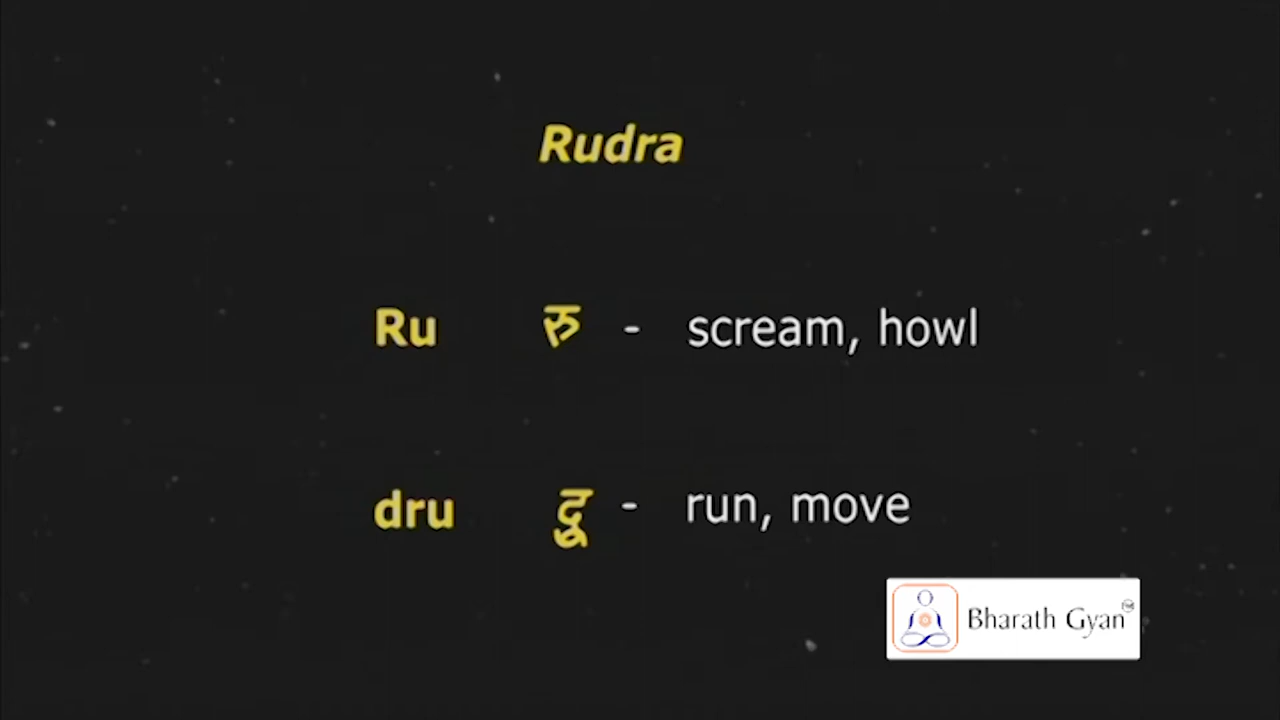 Rudra
Ru रु - scream, howl
dru द्रु - run, move
Bharath Gyan